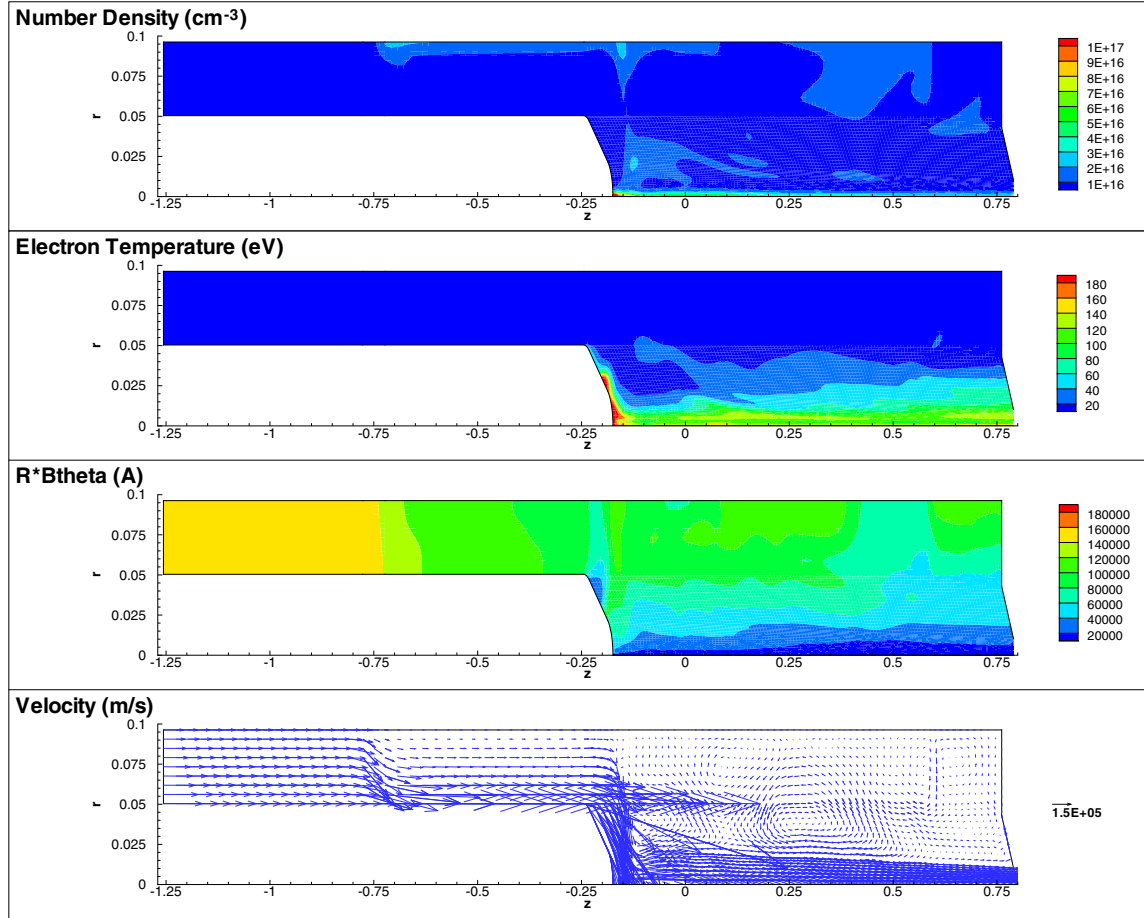 Number Density (cm-3)
0.1
0.075
r
0.05
0.025
0
-1.25 -1 -0.75 -0.5 -0.25 0 0.25 0.5 0.75
z
1E+17
9E+16
8E+16
7E+16
6E+16
5E+16
4E+16
3E+16
2E+16
1E+16
Electron Temperature (eV)
0.1
0.075
r
0.05
0.025
0
-1.25 -1 -0.75 -0.5 -0.25 0 0.25 0.5 0.75
z
180
160
140
120
100
80
60
40
20
R*Btheta (A)
0.1
0.075
r
0.05
0.025
0
-1.25 -1 -0.75 -0.5 -0.25 0 0.25 0.5 0.75
z
180000
160000
140000
120000
100000
80000
60000
40000
20000
Velocity (m/s)
0.1
0.075
r
0.05
0.025
0
-1.25 -1 -0.75 -0.5 -0.25 0 0.25 0.5 0.75
z
1.5E+05